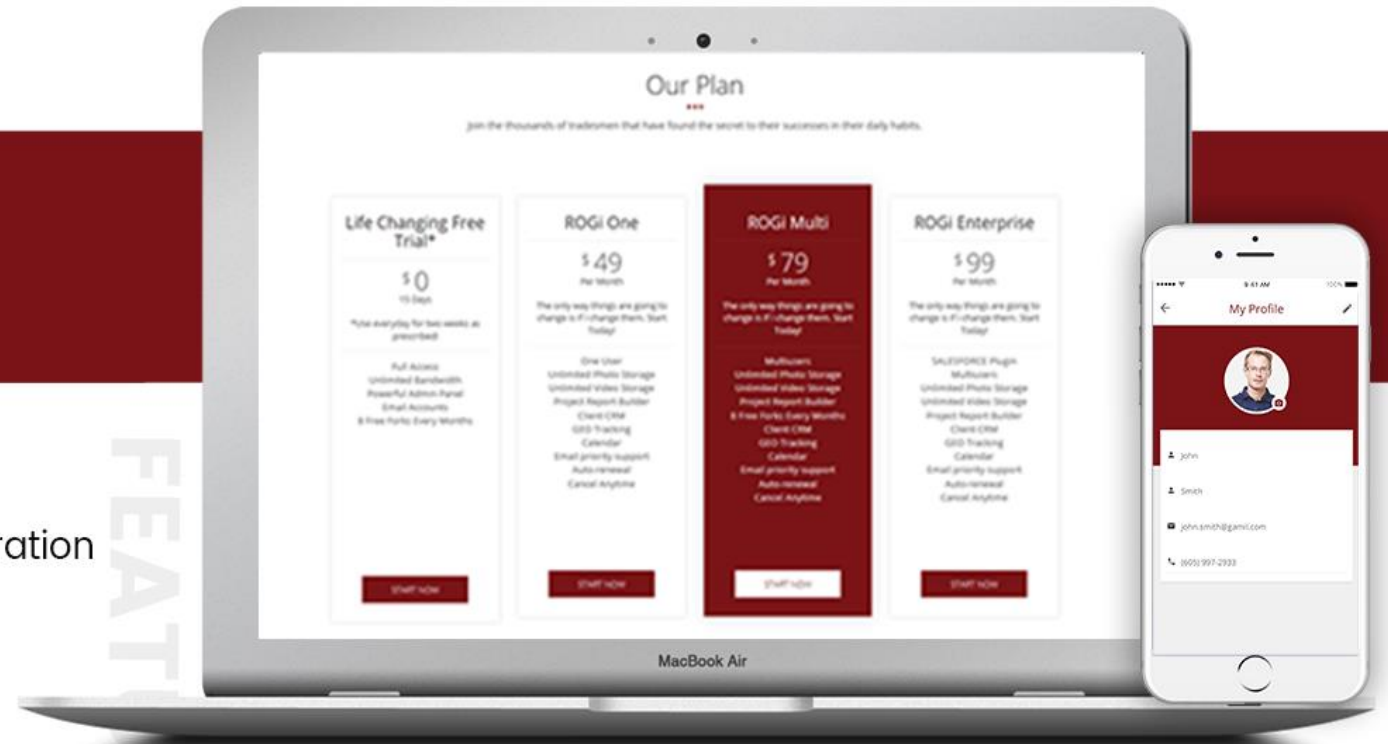 Our Plan
Join the thousands of tradesmen that have found the secret to their successes in their daily habits.
Life Changing Free
Trial*
$0
15 Days
*Use everyday for two weeks as
prescribed!
Full Access
Unlimited Bandwidth
Powerful Admin Panel
Email Accounts
8 Free Forks Every Months
START NOW
ROGi One
$49
Per Month
The only way things are going to
change is if I change them. Start
Today!
One User
Unlimited Photo Storage
Unlimited Video Storage
Project Report Builder
Client CRM
GEO Tracking
Calendar
Email priority support
Auto-renewal
Cancel Anytime
START NOW
ROGi Multi
$79
Per Month
The only way things are going to
change is if I change them. Start
Today!
Multiusers
Unlimited Photo Storage
Unlimited Video Storage
Project Report Builder
8 Free Forks Every Months
Client CRM
GEO Tracking
Calendar
Email priority support
Auto-renewal
Cancel Anytime
START NOW
ROGi Enterprise
$99
Per Month
The only way things are going to
change is if I change them. Start
Today!
SALESFORCE Plugin
Multiusers
Unlimited Photo Storage
Unlimited Video Storage
Project Report Builder
Client CRM
GEO Tracking
Calendar
Email priority support
Auto-renewal
Cancel Anytime
START NOW
MacBook Air
9:41 AM 100%
My Profile
John
Smith
john.smith@gamil.com
(605) 997-2933
ration
FEATU